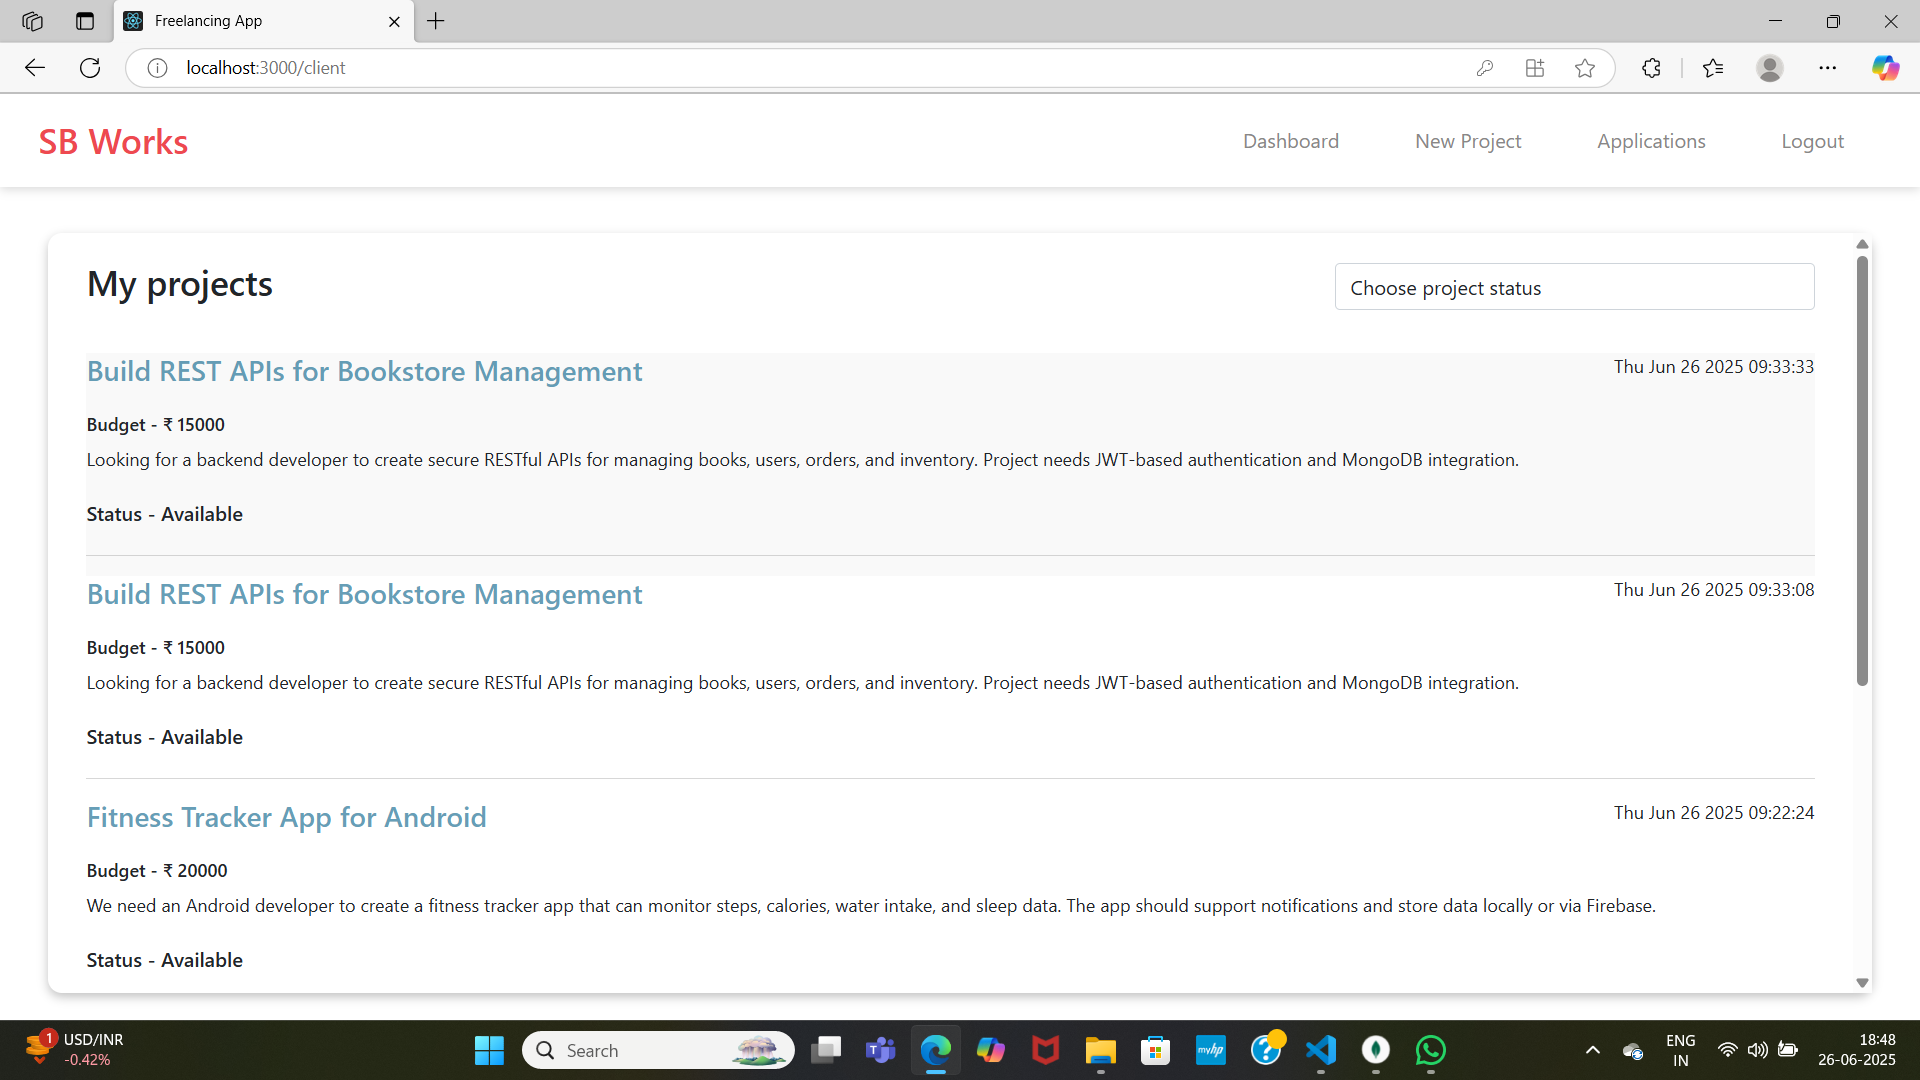 Freelancing App
localhost:3000/client
SB Works
Dashboard
New Project
Applications
Logout
My projects
Choose project status
Build REST APIs for Bookstore Management
Thu Jun 26 2025 09:33:33
Budget - ₹ 15000
Looking for a backend developer to create secure RESTful APIs for managing books, users, orders, and inventory. Project needs JWT-based authentication and MongoDB integration.
Status - Available
Build REST APIs for Bookstore Management
Thu Jun 26 2025 09:33:08
Budget - ₹ 15000
Looking for a backend developer to create secure RESTful APIs for managing books, users, orders, and inventory. Project needs JWT-based authentication and MongoDB integration.
Status - Available
Fitness Tracker App for Android
Thu Jun 26 2025 09:22:24
Budget - ₹ 20000
We need an Android developer to create a fitness tracker app that can monitor steps, calories, water intake, and sleep data. The app should support notifications and store data locally or via Firebase.
Status - Available
1
USD/INR
-0.42%
Search
myhp
ENG
IN
18:48
26-06-2025